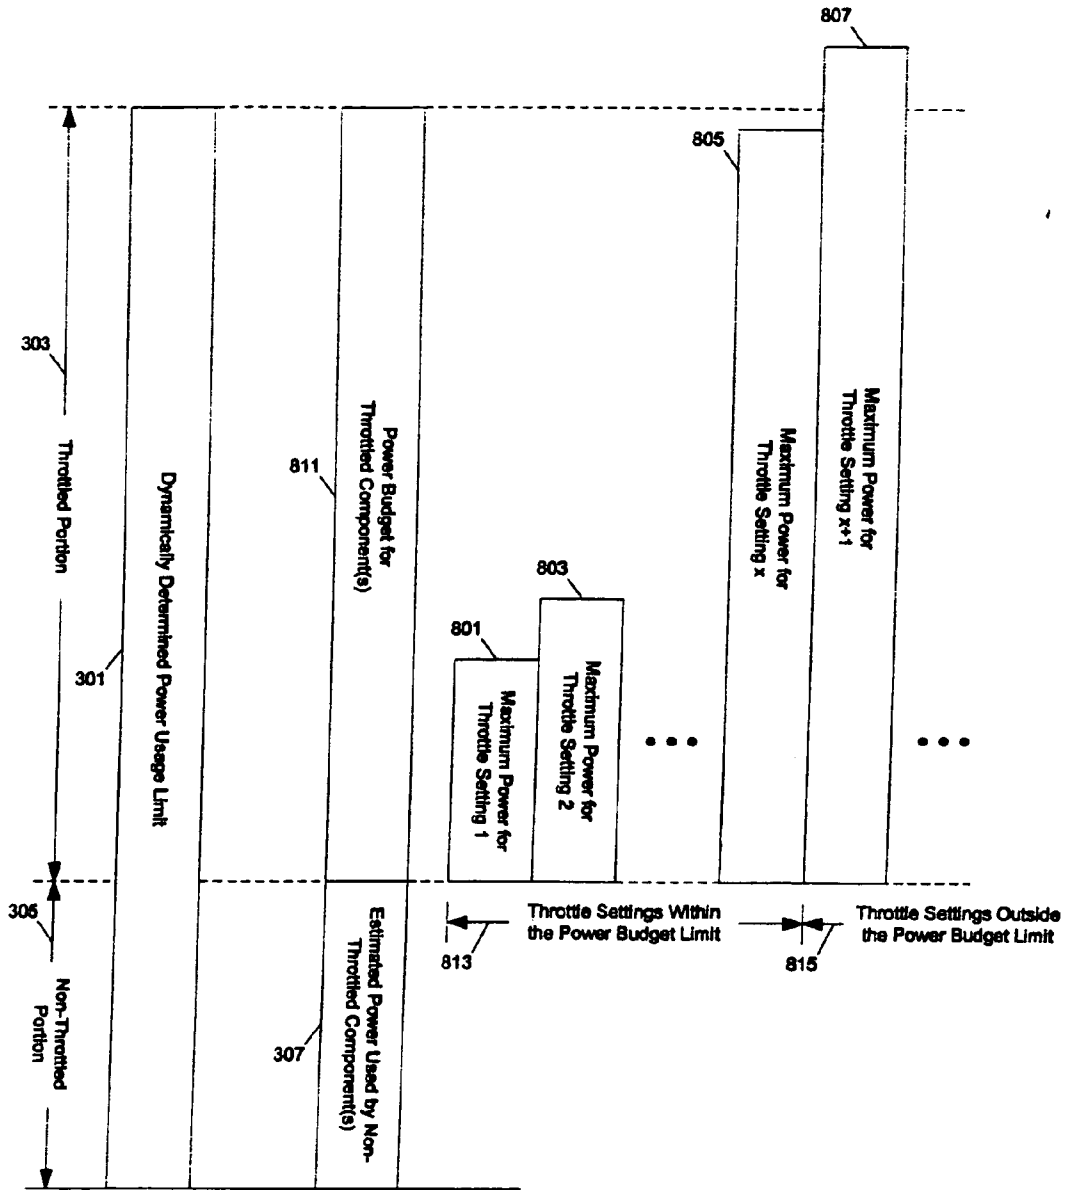 807
805
303
Throttled Portion
Dynamically Determined Power Usage Limit
301
811
Power Budget for
Throttled Component(s)
801
Maximum Power for
Throttle Setting 1
803
Maximum Power for
Throttle Setting 2
Maximum Power for
Throttle Setting x
Maximum Power for
Throttle Setting x+1
305
Non-Throttled
Portion
307
Estimated Power Used by Non-
Throttled Component(s)
Throttle Settings Within
the Power Budget Limit
813
Throttle Settings Outside
the Power Budget Limit
815